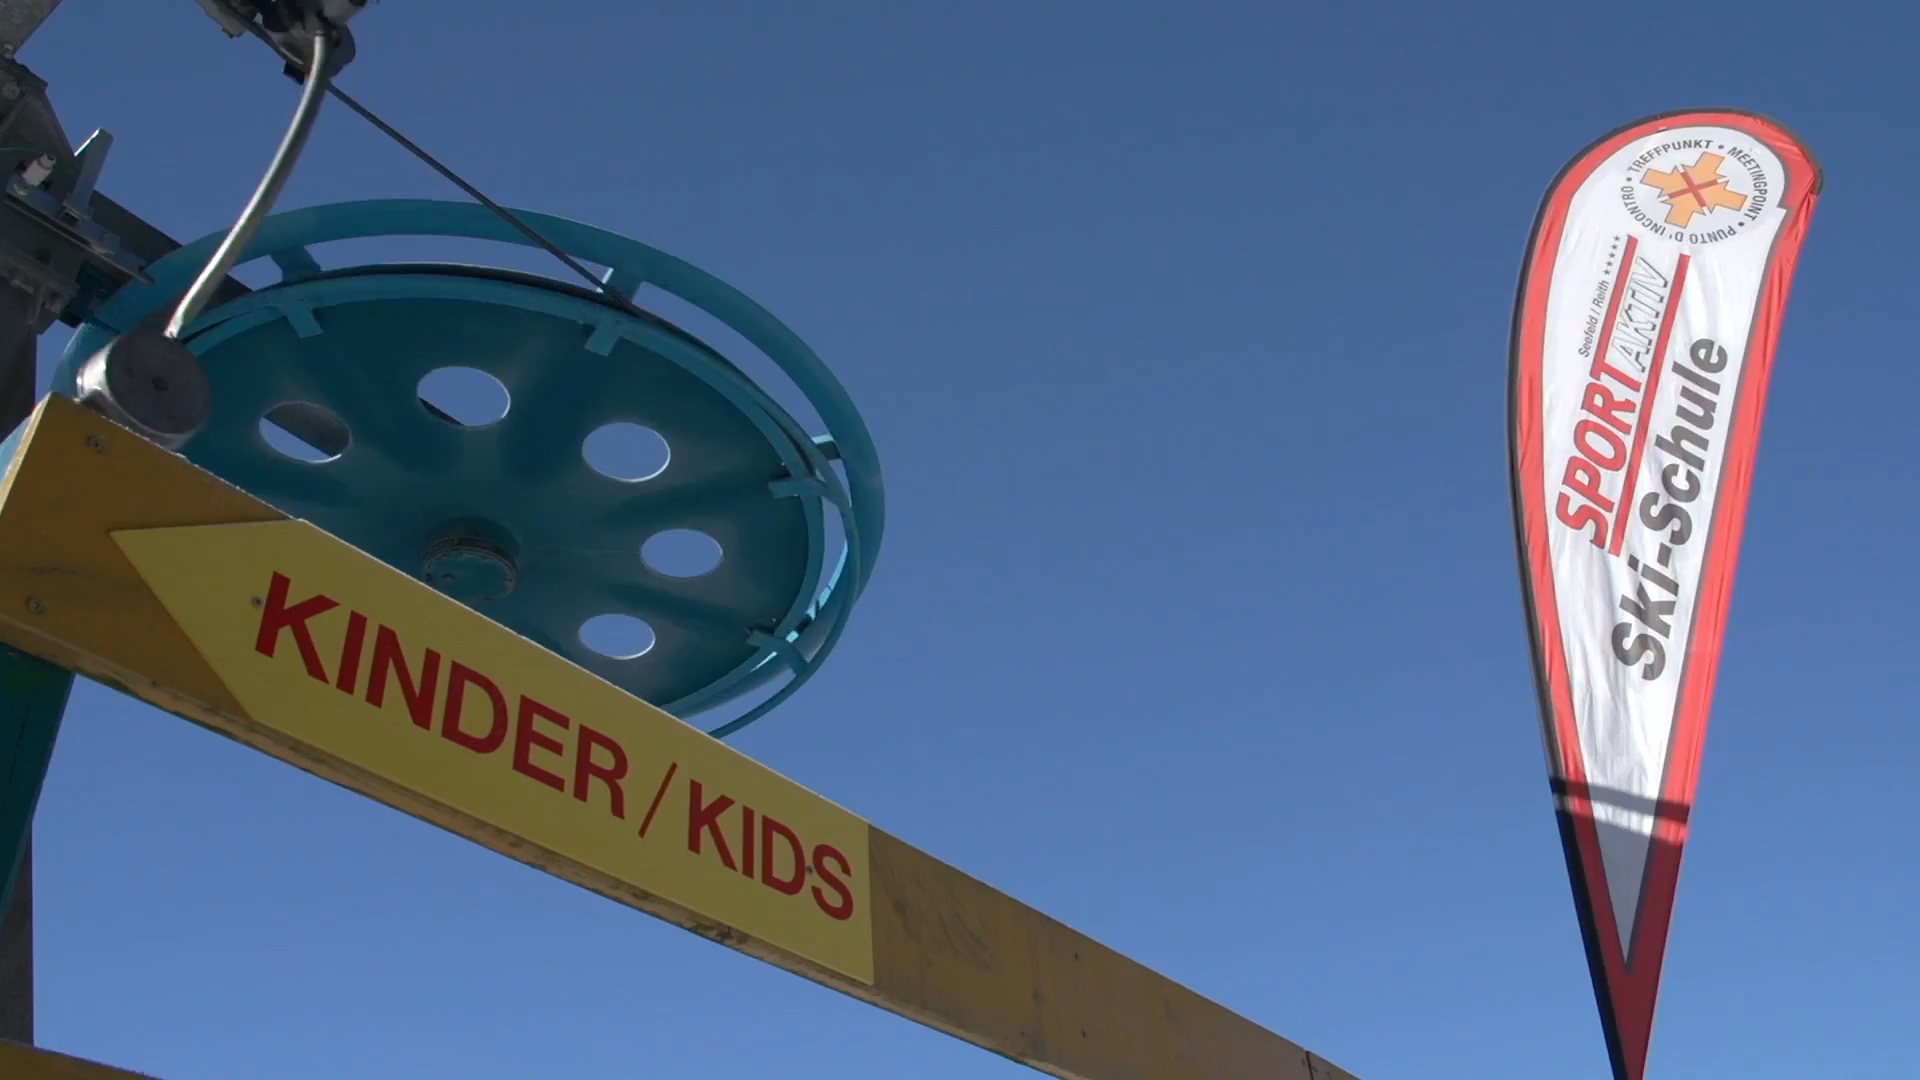 KINDER / KIDS
TREFFPUNKT • MEETINGPOINT • PUNTO D'INCONTRO •
Seefeld / Reith *****
SPORTAKTIV
Ski-Schule